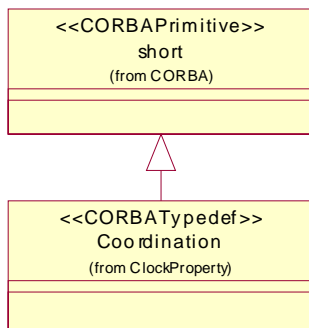 <<CORBAPrimitive>>
short
(from CORBA)
<<CORBATypedef>>
Coordination
(from ClockProperty)